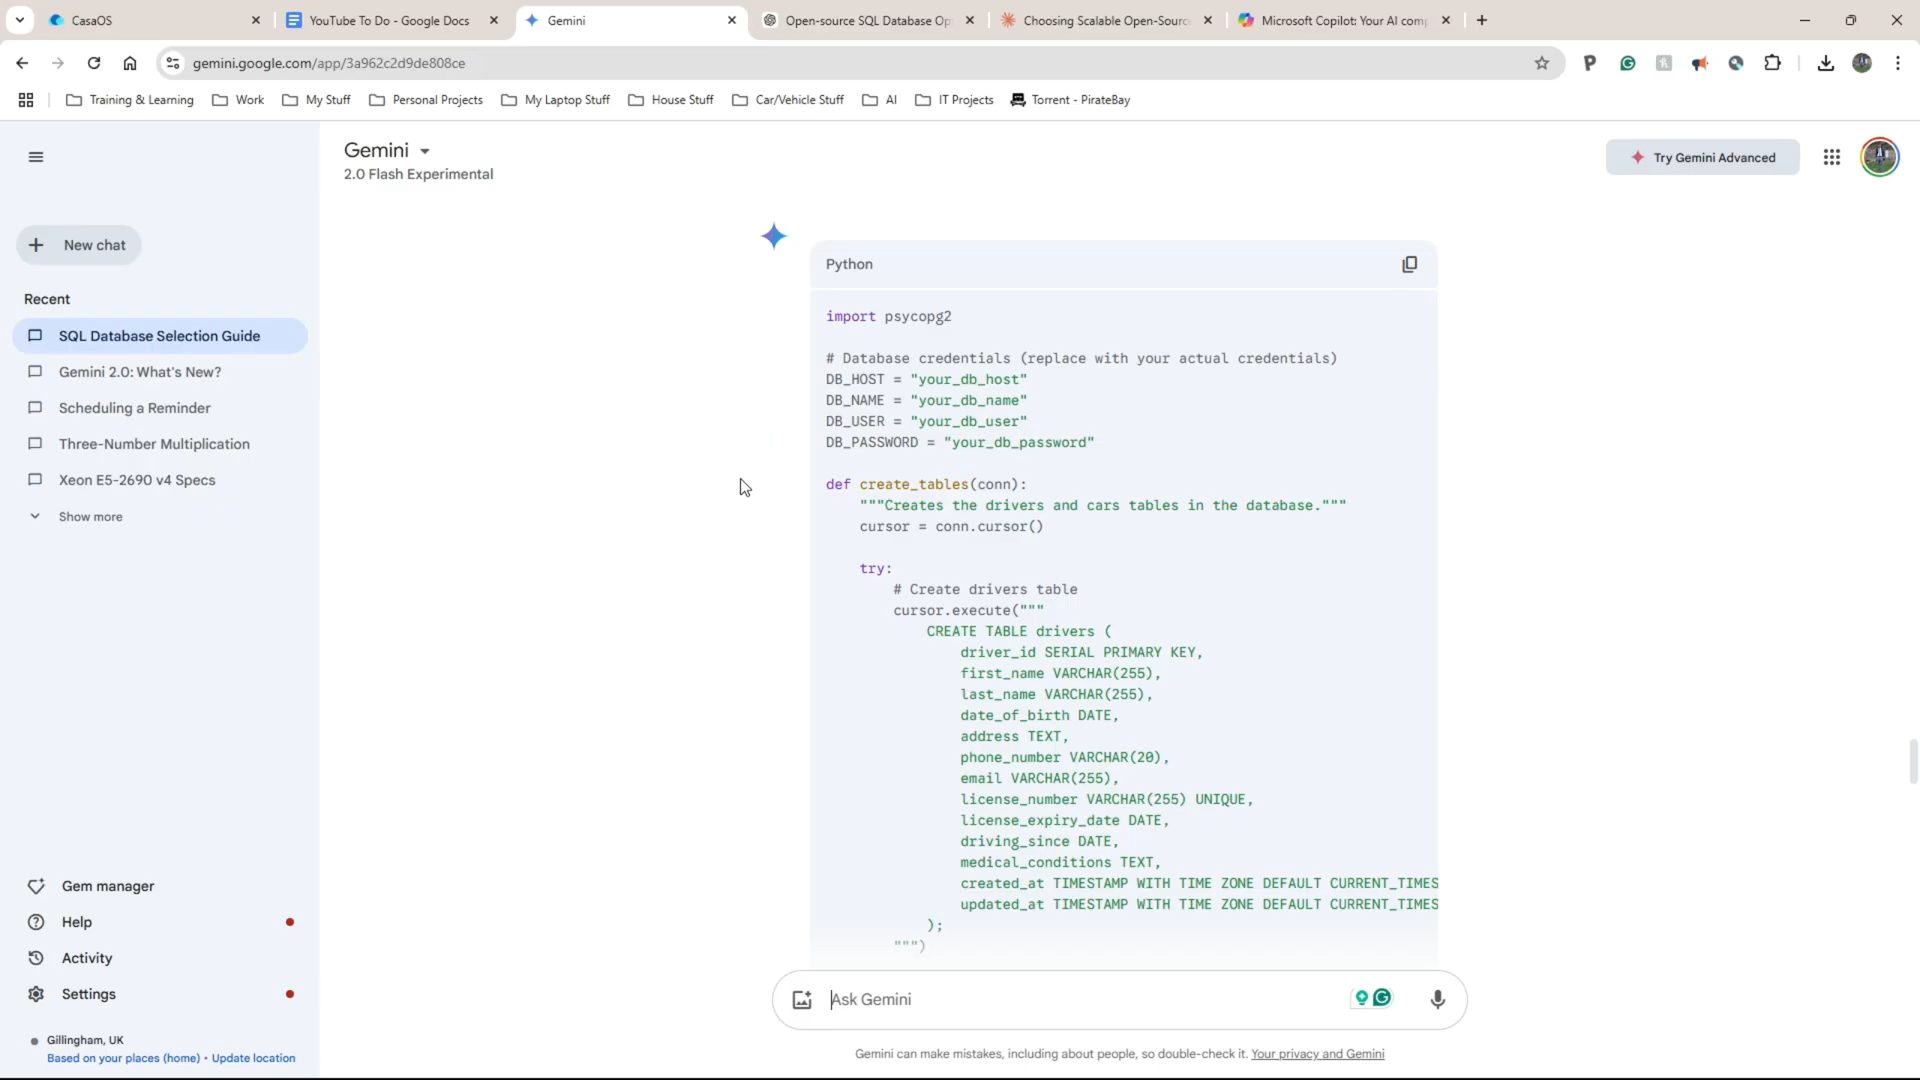 CasaOS
YouTube To Do - Google Docs
Gemini
Open-source SQL Database Op
Choosing Scalable Open-Sourc
Microsoft Copilot: Your AI com
gemini.google.com/app/3a962c2d9de808ce
Training & Learning
Work
My Stuff
Personal Projects
My Laptop Stuff
House Stuff
Car/Vehicle Stuff
AI
IT Projects
Torrent - PirateBay
Gemini
2.0 Flash Experimental
Try Gemini Advanced
New chat
Recent
SQL Database Selection Guide
Gemini 2.0: What's New?
Scheduling a Reminder
Three-Number Multiplication
Xeon E5-2690 v4 Specs
Show more
Gem manager
Help
Activity
Settings
Gillingham, UK
Based on your places (home) • Update location
Python
import psycopg2
# Database credentials (replace with your actual credentials)
DB_HOST = "your_db_host"
DB_NAME = "your_db_name"
DB_USER = "your_db_user"
DB_PASSWORD = "your_db_password"
def create_tables(conn):
"""Creates the drivers and cars tables in the database."""
cursor = conn.cursor()
try:
# Create drivers table
cursor.execute("""
CREATE TABLE drivers (
driver_id SERIAL PRIMARY KEY,
first_name VARCHAR(255),
last_name VARCHAR(255),
date_of_birth DATE,
address TEXT,
phone_number VARCHAR(20),
email VARCHAR(255),
license_number VARCHAR(255) UNIQUE,
license_expiry_date DATE,
driving_since DATE,
medical_conditions TEXT,
created_at TIMESTAMP WITH TIME ZONE DEFAULT CURRENT_TIMES
updated_at TIMESTAMP WITH TIME ZONE DEFAULT CURRENT_TIMES
);
""")
Ask Gemini
Gemini can make mistakes, including about people, so double-check it. Your privacy and Gemini